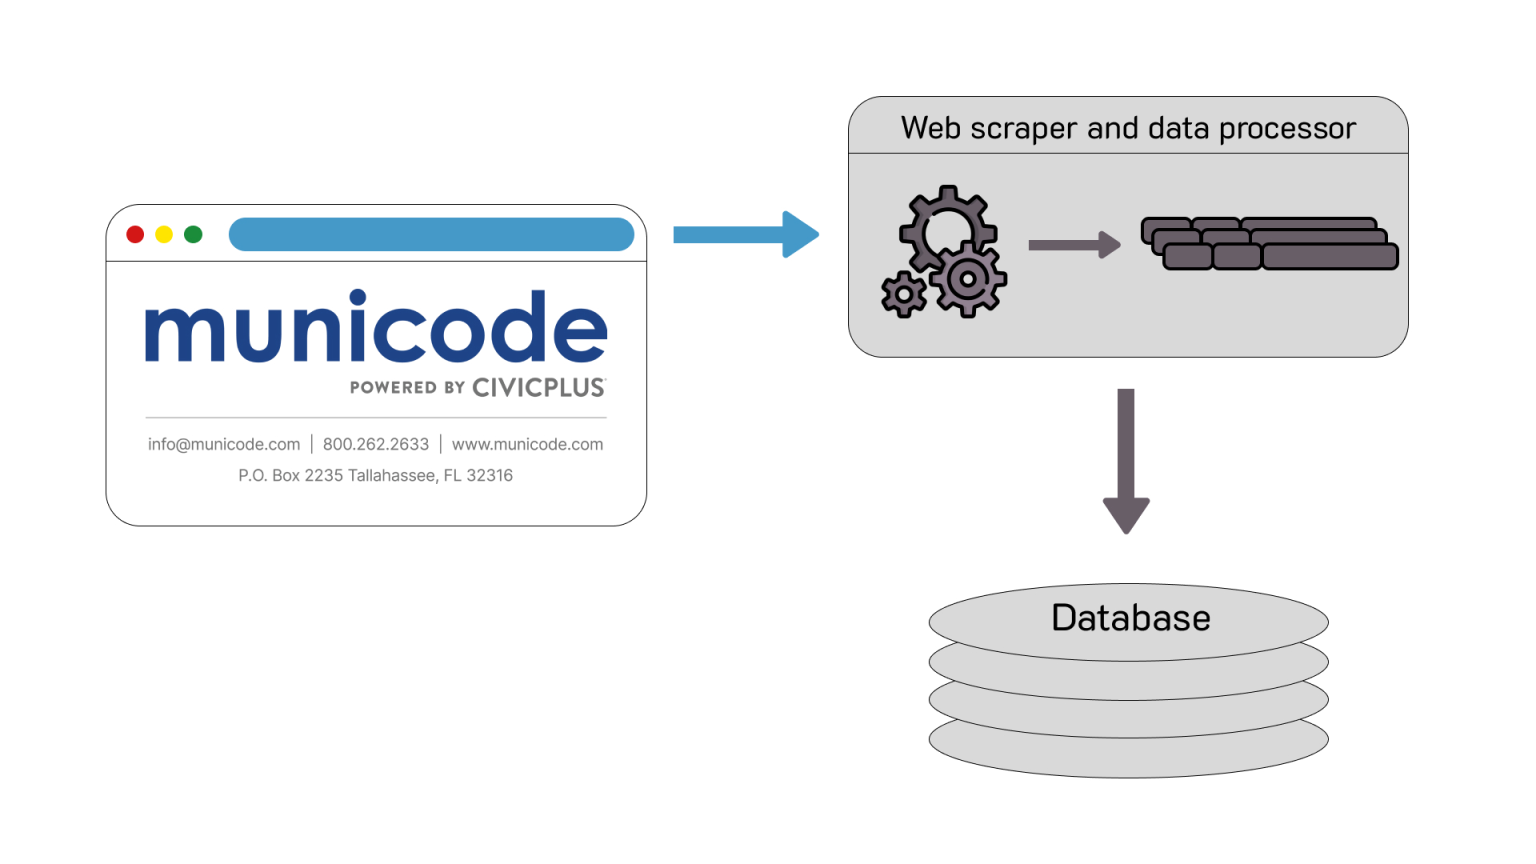 Web scraper and data processor
municode
POWERED BY CIVICPLUS
info@municode.com | 800.262.2633 | www.municode.com
P.O. Box 2235 Tallahassee, FL 32316
Database